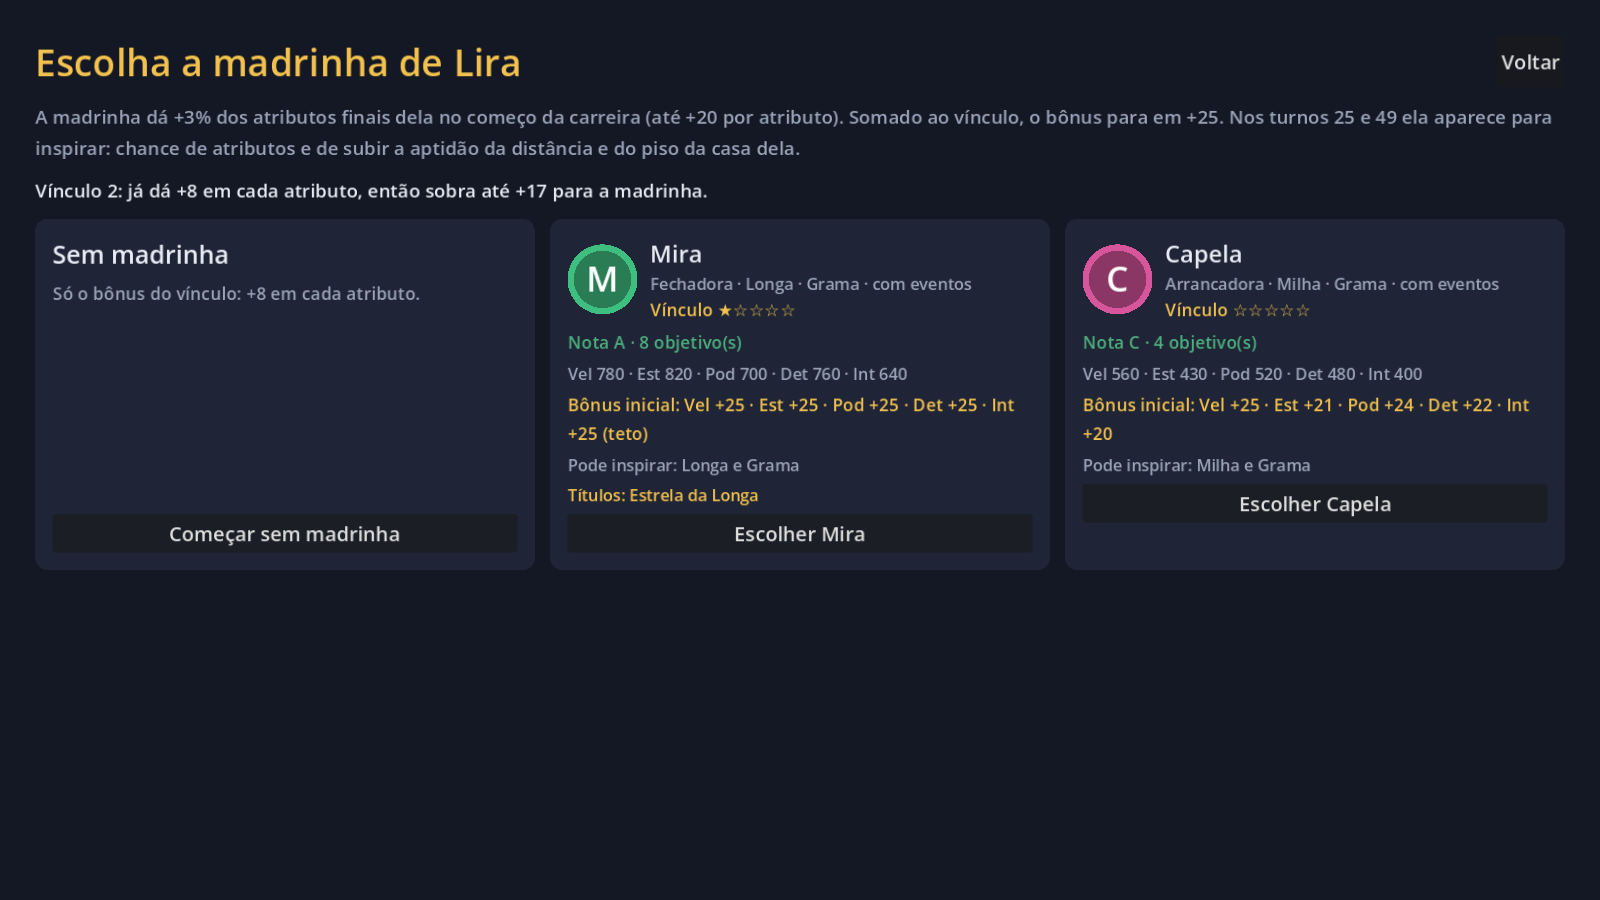 Escolha a madrinha de Lira
Voltar
A madrinha dá +3% dos atributos finais dela no começo da carreira (até +20 por atributo). Somado ao vínculo, o bônus para em +25. Nos turnos 25 e 49 ela aparece para
inspirar: chance de atributos e de subir a aptidão da distância e do piso da casa dela.
Vínculo 2: já dá +8 em cada atributo, então sobra até +17 para a madrinha.
Sem madrinha
Só o bônus do vínculo: +8 em cada atributo.
Começar sem madrinha
M
Mira
Fechadora · Longa · Grama · com eventos
Vínculo ★☆☆☆☆
Nota A · 8 objetivo(s)
Vel 780 · Est 820 · Pod 700 · Det 760 · Int 640
Bônus inicial: Vel +25 · Est +25 · Pod +25 · Det +25 · Int
+25 (teto)
Pode inspirar: Longa e Grama
Títulos: Estrela da Longa
Escolher Mira
C
Capela
Arrancadora · Milha · Grama · com eventos
Vínculo ☆☆☆☆☆
Nota C · 4 objetivo(s)
Vel 560 · Est 430 · Pod 520 · Det 480 · Int 400
Bônus inicial: Vel +25 · Est +21 · Pod +24 · Det +22 · Int
+20
Pode inspirar: Milha e Grama
Escolher Capela